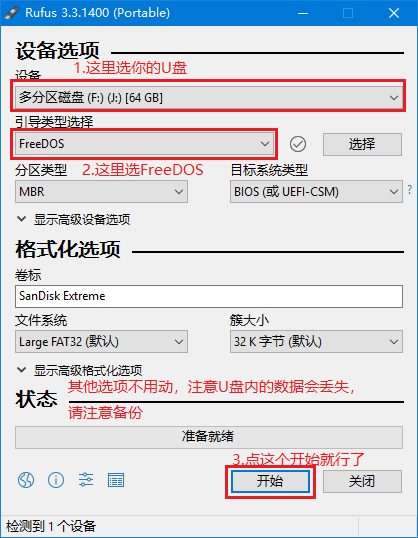 Rufus 3.3.1400 (Portable)
设备选项
1.这里选你的U盘
设备
多分区磁盘 (F:) (J:) [64 GB]
引导类型选择
FreeDOS
选择
分区类型
2.这里选FreeDOS
目标系统类型
MBR
BIOS (或 UEFI-CSM)
?
显示高级设备选项
格式化选项
卷标
SanDisk Extreme
文件系统
簇大小
Large FAT32 (默认)
32 K 字节 (默认)
显示高级格式化选项
其他选项不用动，注意U盘内的数据会丢失，
状态
请注意备份
准备就绪
3.点这个开始就行了
开始
关闭
检测到 1 个设备